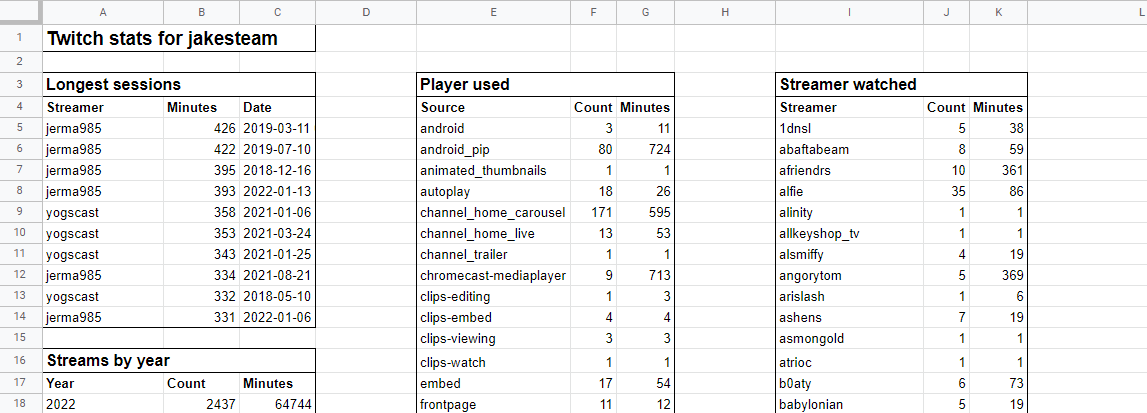 A B C D E F G H I J K L
1 Twitch stats for jakesteam
2
3 Longest sessions Player used Streamer watched
4 Streamer Minutes Date Source Count Minutes Streamer Count Minutes
5 jerma985 426 2019-03-11 android 3 11 1dnsl 5 38
6 jerma985 422 2019-07-10 android_pip 80 724 abaftabeam 8 59
7 jerma985 395 2018-12-16 animated_thumbnails 1 1 afriendrs 10 361
8 jerma985 393 2022-01-13 autoplay 18 26 alfie 35 86
9 yogscast 358 2021-01-06 channel_home_carousel 171 595 alinity 1 1
10 yogscast 353 2021-03-24 channel_home_live 13 53 allkeyshop_tv 1 1
11 yogscast 343 2021-01-25 channel_trailer 1 1 alsmiffy 4 19
12 jerma985 334 2021-08-21 chromecast-mediaplayer 9 713 angorytom 5 369
13 yogscast 332 2018-05-10 clips-editing 1 3 arislash 1 6
14 jerma985 331 2022-01-06 clips-embed 4 4 ashens 7 19
15 clips-viewing 3 3 asmongold 1 1
16 Streams by year clips-watch 1 1 atrioc 1 1
17 Year Count Minutes embed 17 54 b0aty 6 73
18 2022 2437 64744 frontpage 11 12 babylonian 5 19